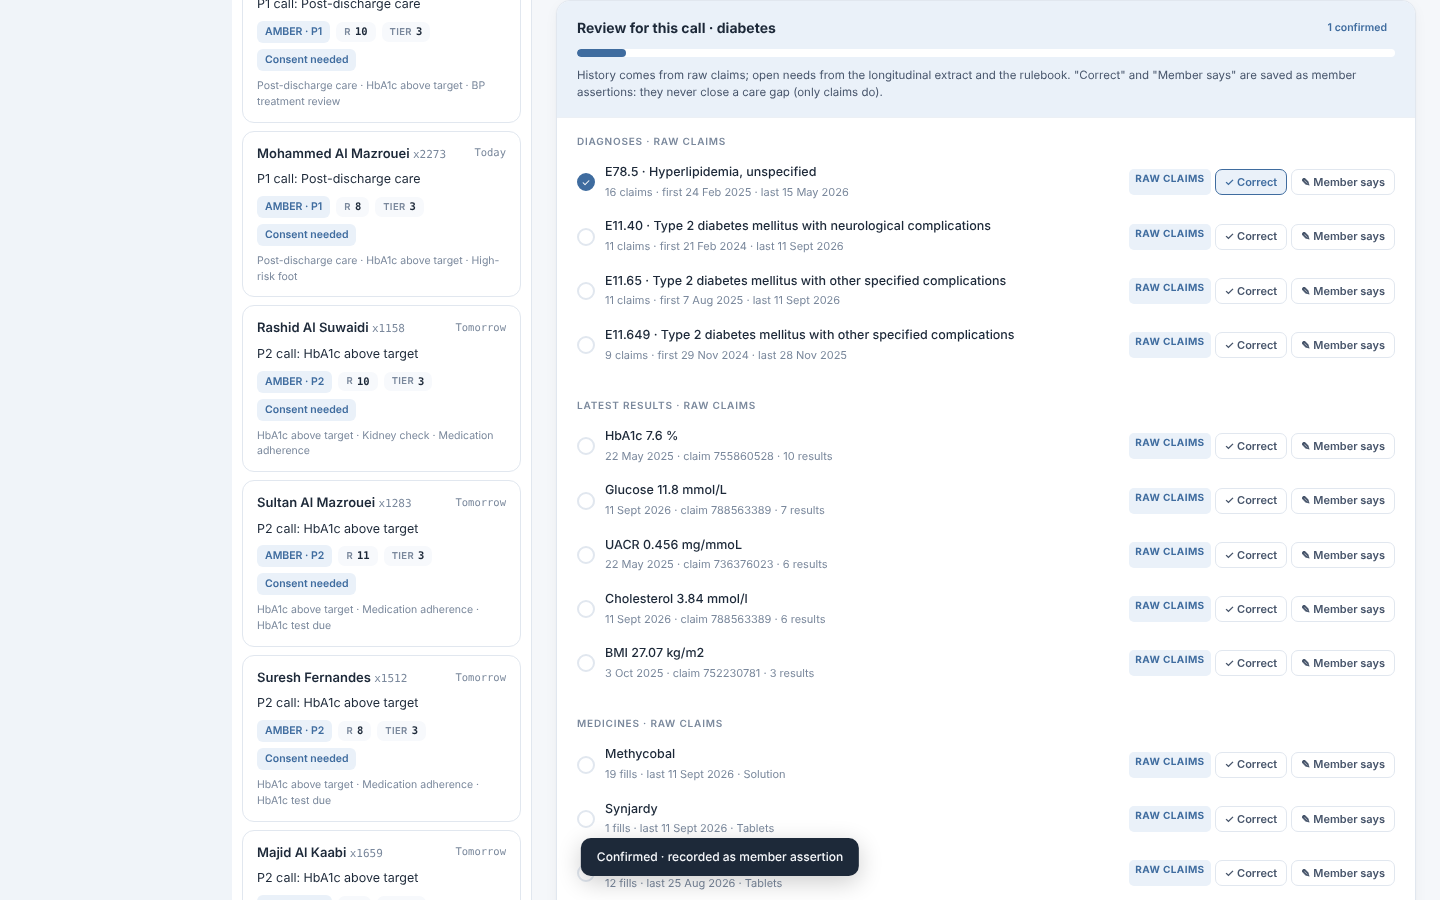 P1 call: Post-discharge care
AMBER · P1 R 10 TIER 3
Consent needed
Post-discharge care · HbA1c above target · BP
treatment review
Mohammed Al Mazrouei x2273 Today
P1 call: Post-discharge care
AMBER · P1 R 8 TIER 3
Consent needed
Post-discharge care · HbA1c above target · High-
risk foot
Rashid Al Suwaidi x1158 Tomorrow
P2 call: HbA1c above target
AMBER · P2 R 10 TIER 3
Consent needed
HbA1c above target · Kidney check · Medication
adherence
Sultan Al Mazrouei x1283 Tomorrow
P2 call: HbA1c above target
AMBER · P2 R 11 TIER 3
Consent needed
HbA1c above target · Medication adherence ·
HbA1c test due
Suresh Fernandes x1512 Tomorrow
P2 call: HbA1c above target
AMBER · P2 R 8 TIER 3
Consent needed
HbA1c above target · Medication adherence ·
HbA1c test due
Majid Al Kaabi x1659 Tomorrow
P2 call: HbA1c above target
Review for this call · diabetes 1 confirmed
History comes from raw claims; open needs from the longitudinal extract and the rulebook. "Correct" and "Member says" are saved as member
assertions: they never close a care gap (only claims do).
DIAGNOSES · RAW CLAIMS
E78.5 · Hyperlipidemia, unspecified
16 claims · first 24 Feb 2025 · last 15 May 2026
RAW CLAIMS ✓ Correct ✎ Member says
E11.40 · Type 2 diabetes mellitus with neurological complications
11 claims · first 21 Feb 2024 · last 11 Sept 2026
RAW CLAIMS ✓ Correct ✎ Member says
E11.65 · Type 2 diabetes mellitus with other specified complications
11 claims · first 7 Aug 2025 · last 11 Sept 2026
RAW CLAIMS ✓ Correct ✎ Member says
E11.649 · Type 2 diabetes mellitus with other specified complications
9 claims · first 29 Nov 2024 · last 28 Nov 2025
RAW CLAIMS ✓ Correct ✎ Member says
LATEST RESULTS · RAW CLAIMS
HbA1c 7.6 %
22 May 2025 · claim 755860528 · 10 results
RAW CLAIMS ✓ Correct ✎ Member says
Glucose 11.8 mmol/L
11 Sept 2026 · claim 788563389 · 7 results
RAW CLAIMS ✓ Correct ✎ Member says
UACR 0.456 mg/mmoL
22 May 2025 · claim 736376023 · 6 results
RAW CLAIMS ✓ Correct ✎ Member says
Cholesterol 3.84 mmol/l
11 Sept 2026 · claim 788563389 · 6 results
RAW CLAIMS ✓ Correct ✎ Member says
BMI 27.07 kg/m2
3 Oct 2025 · claim 752230781 · 3 results
RAW CLAIMS ✓ Correct ✎ Member says
MEDICINES · RAW CLAIMS
Methycobal
19 fills · last 11 Sept 2026 · Solution
RAW CLAIMS ✓ Correct ✎ Member says
Synjardy
1 fills · last 11 Sept 2026 · Tablets
RAW CLAIMS ✓ Correct ✎ Member says
Confirmed · recorded as member assertion
12 fills · last 25 Aug 2026 · Tablets
RAW CLAIMS ✓ Correct ✎ Member says